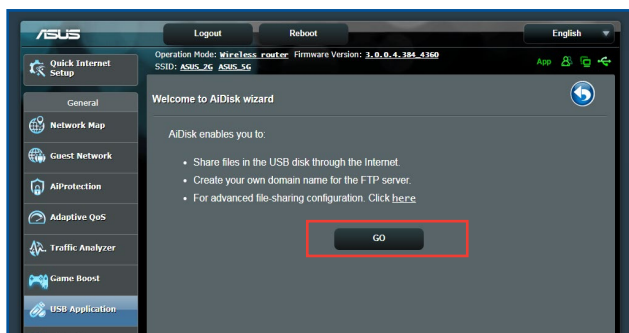 ASUS
Logout
Reboot
English
Quick Internet
Setup
Operation Mode: Wireless router Firmware Version: 3.0.0.4.384_4360
SSID: ASUS_2G ASUS_5G
App
General
Network Map
Guest Network
AiProtection
Adaptive QoS
Traffic Analyzer
Game Boost
USB Application
Welcome to AiDisk wizard
AiDisk enables you to:
• Share files in the USB disk through the Internet.
• Create your own domain name for the FTP server.
• For advanced file-sharing configuration. Click here
GO